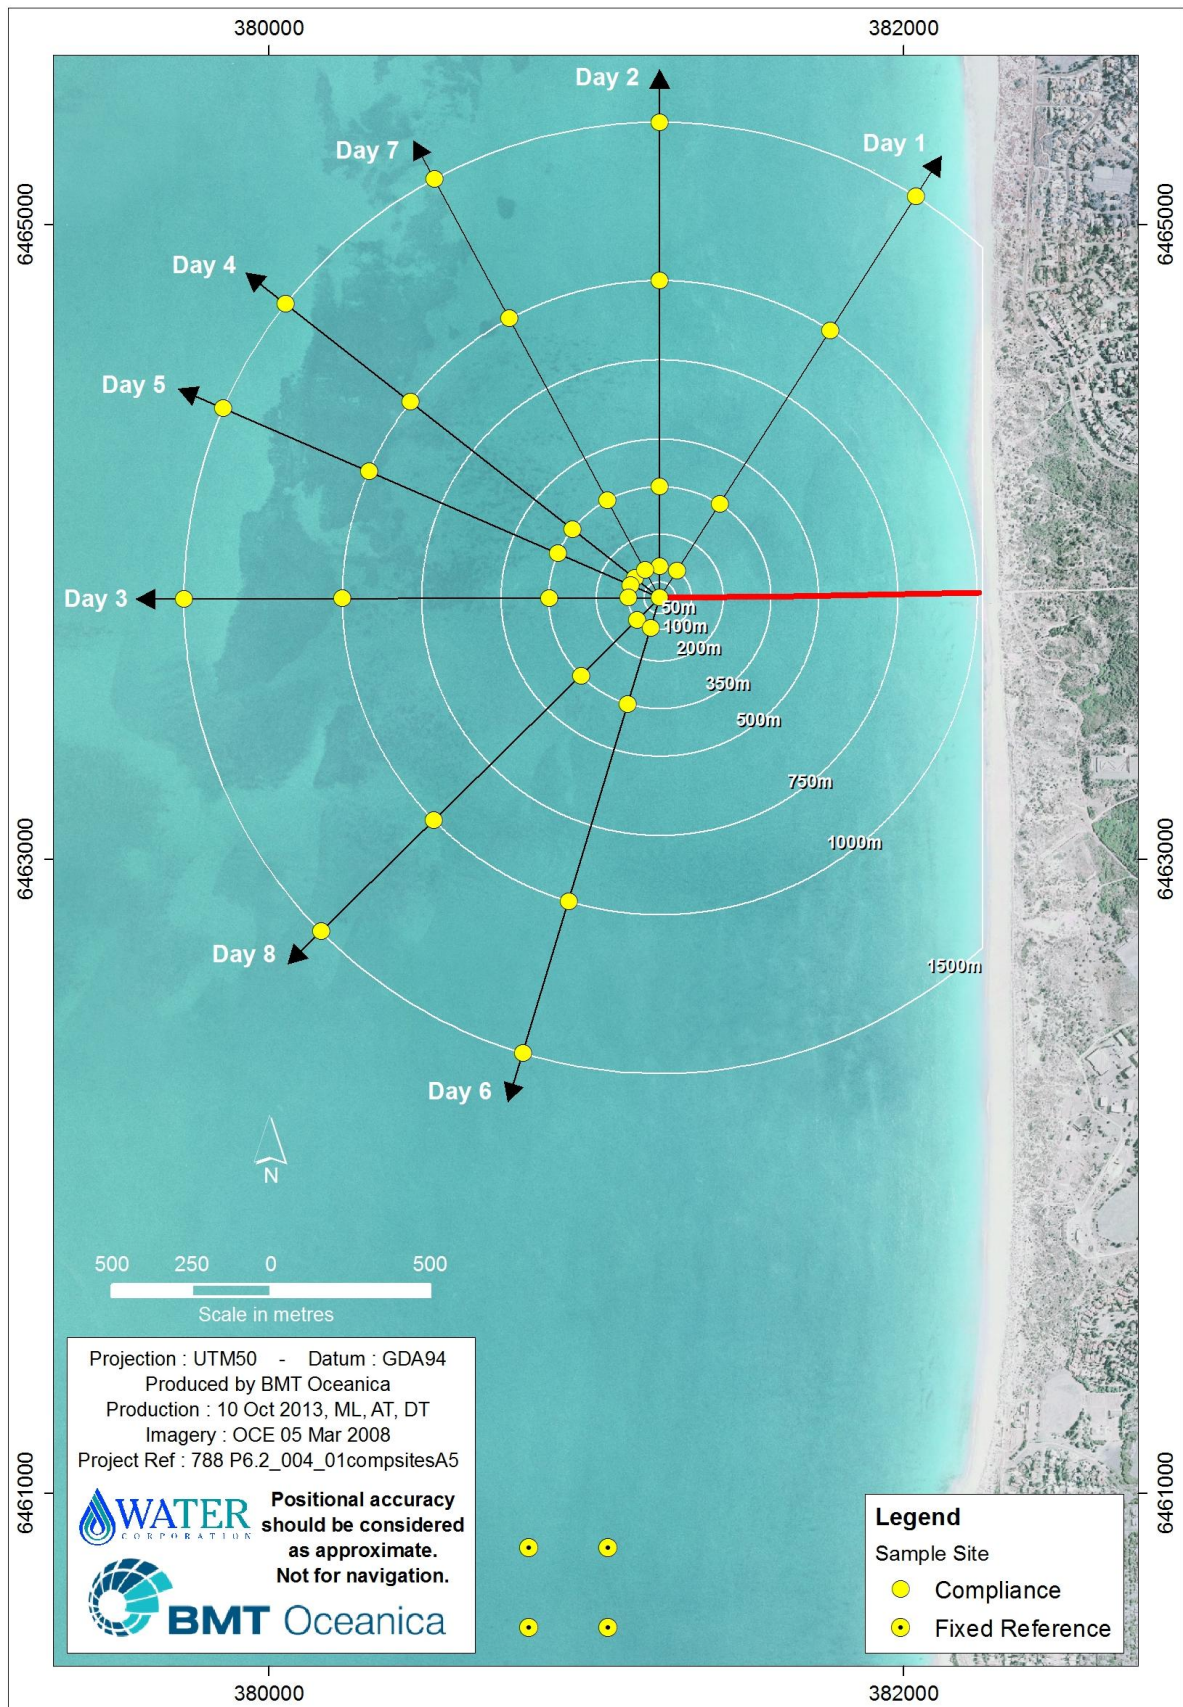 380000
382000
Day 2
Day 1
Day 7
6465000
6465000
Day 4
Day 5
Day 3
50m
100m
200m
350m
500m
750m
1000m
6463000
6463000
Day 8
1500m
Day 6
N
500 250 0 500
Scale in metres
Projection : UTM50 - Datum : GDA94
Produced by BMT Oceanica
Production : 10 Oct 2013, ML, AT, DT
Imagery : OCE 05 Mar 2008
Project Ref : 788 P6.2_004_01compsitesA5
WATER
CORPORATION
Positional accuracy
should be considered
as approximate.
Not for navigation.
BMT Oceanica
6461000
6461000
Legend
Sample Site
Compliance
Fixed Reference
380000
382000